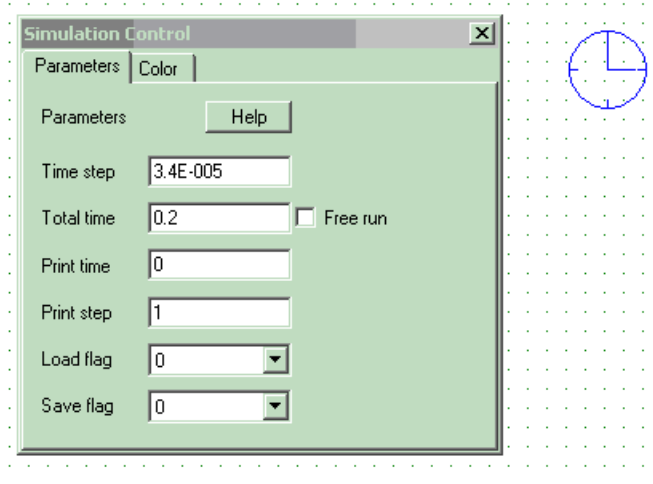 Simulation Control
Parameters Color
Parameters Help
Time step 3.4E-005
Total time 0.2 Free run
Print time 0
Print step 1
Load flag 0
Save flag 0